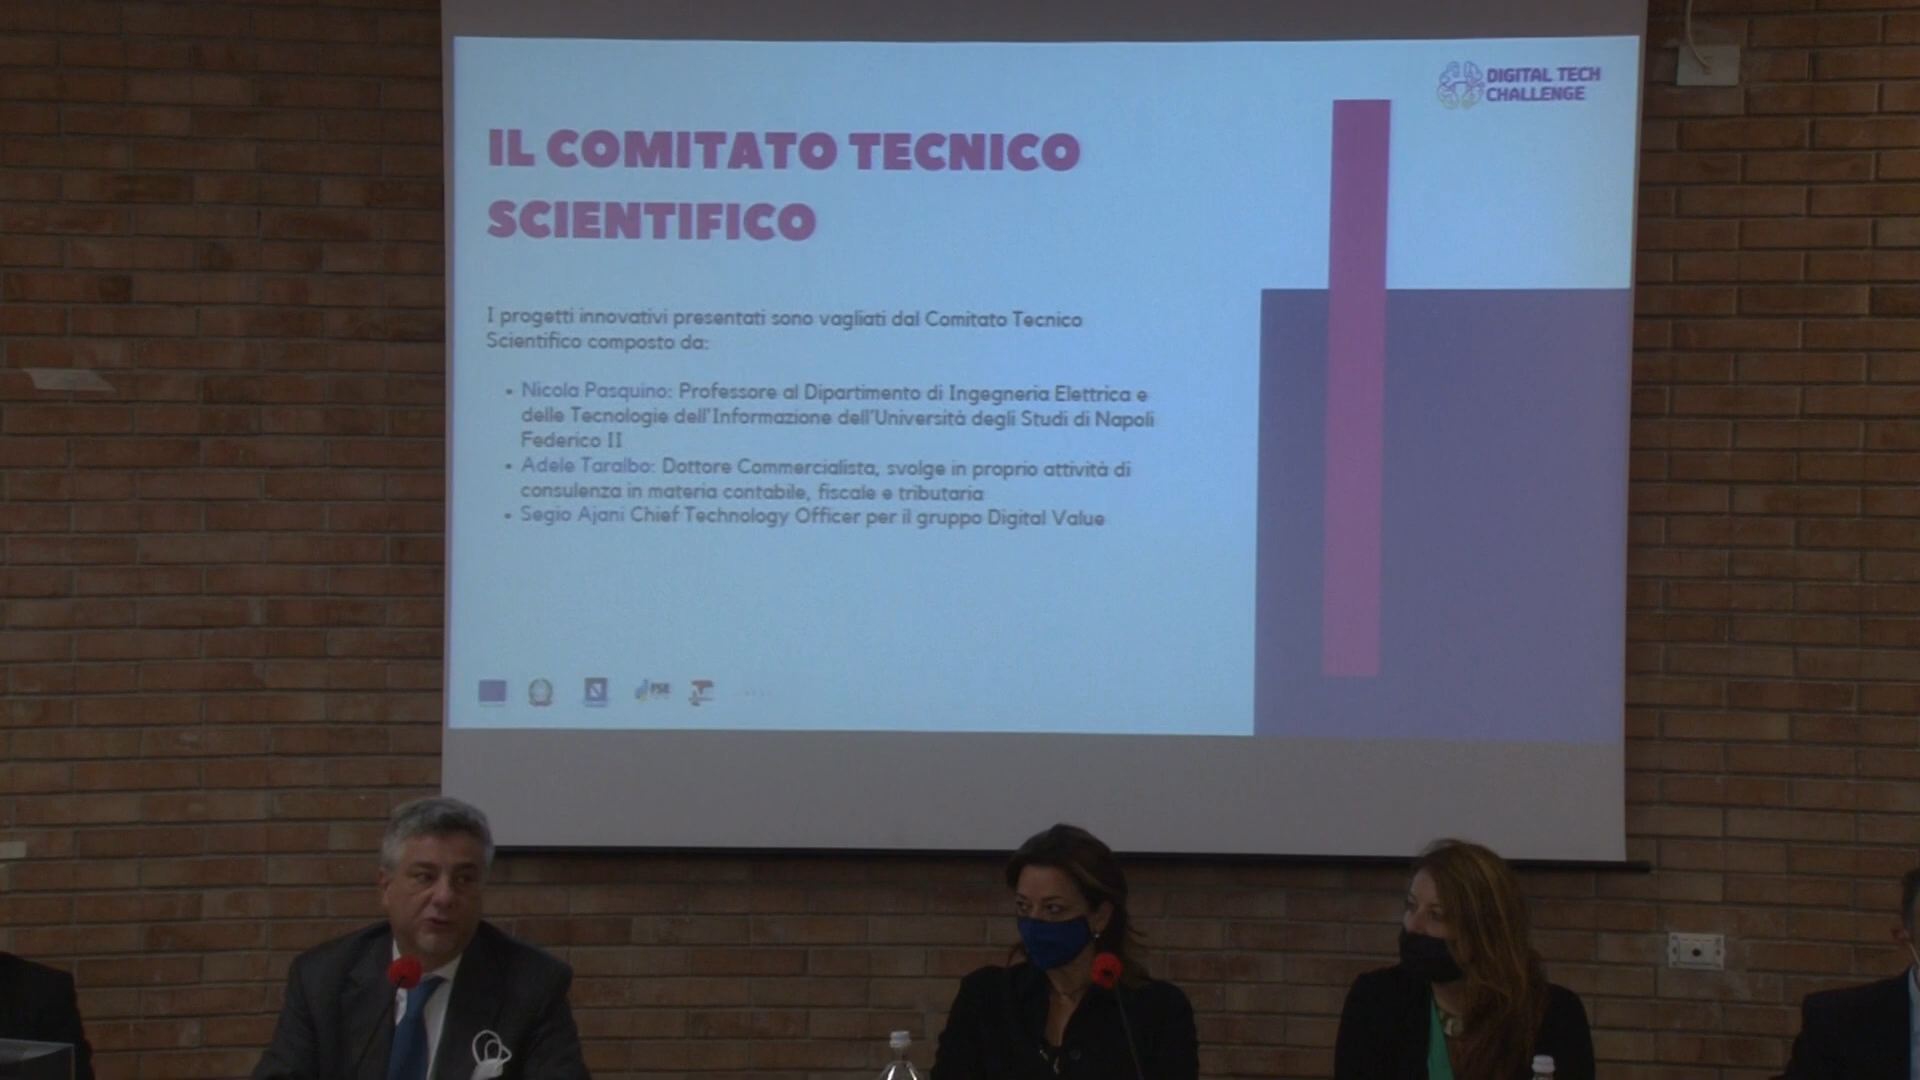 DIGITAL TECH
CHALLENGE
IL COMITATO TECNICO
SCIENTIFICO
I progetti innovativi presentati sono vagliati dal Comitato Tecnico
Scientifico composto da:
• Nicola Pasquino: Professore al Dipartimento di Ingegneria Elettrica e
delle Tecnologie dell'Informazione dell'Università degli Studi di Napoli
Federico II
• Adele Taralbo: Dottore Commercialista, svolge in proprio attività di
consulenza in materia contabile, fiscale e tributaria
• Segio Ajani Chief Technology Officer per il gruppo Digital Value
FSE